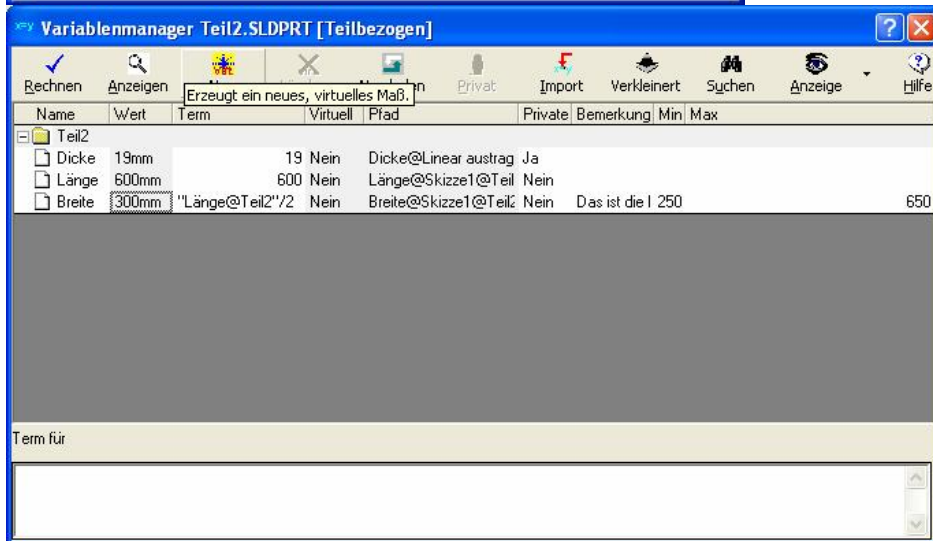 Variablenmanager Teil2.SLDPRT [Teilbezogen]
Rechnen Anzeigen Privat Import Verkleinert Suchen Anzeige Hilfe
Erzeugt ein neues, virtuelles Maß.
Name Wert Term Virtuell Pfad Private Bemerkung Min Max
Teil2
Dicke 19mm 19 Nein Dicke@Linear austrag Ja
Länge 600mm 600 Nein Länge@Skizze1@Teil Nein
Breite 300mm "Länge@Teil2"/2 Nein Breite@Skizze1@Teil2 Nein Das ist die 250 650
Term für